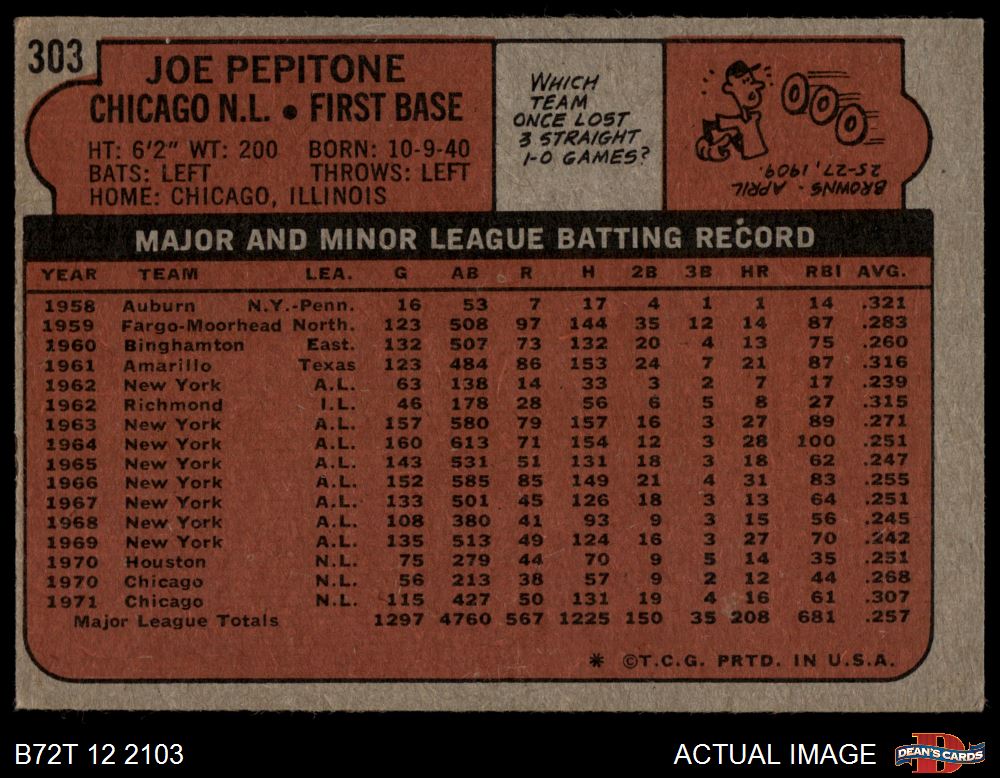 303
JOE PEPITONE
CHICAGO N.L. • FIRST BASE
HT: 6'2" WT: 200 BORN: 10-9-40
BATS: LEFT THROWS: LEFT
HOME: CHICAGO, ILLINOIS
WHICH
TEAM
ONCE LOST
3 STRAIGHT
1-0 GAMES?
BROWNS - APRIL
25-27, 1909.
MAJOR AND MINOR LEAGUE BATTING RECORD
YEAR TEAM LEA. G AB R H 2B 3B HR RBI AVG.
1958 Auburn N.Y.-Penn. 16 53 7 17 4 1 1 14 .321
1959 Fargo-Moorhead North. 123 508 97 144 35 12 14 87 .283
1960 Binghamton East. 132 507 73 132 20 4 13 75 .260
1961 Amarillo Texas 123 484 86 153 24 7 21 87 .316
1962 New York A.L. 63 138 14 33 3 2 7 17 .239
1962 Richmond I.L. 46 178 28 56 6 5 8 27 .315
1963 New York A.L. 157 580 79 157 16 3 27 89 .271
1964 New York A.L. 160 613 71 154 12 3 28 100 .251
1965 New York A.L. 143 531 51 131 18 3 18 62 .247
1966 New York A.L. 152 585 85 149 21 4 31 83 .255
1967 New York A.L. 133 501 45 126 18 3 13 64 .251
1968 New York A.L. 108 380 41 93 9 3 15 56 .245
1969 New York A.L. 135 513 49 124 16 3 27 70 .242
1970 Houston N.L. 75 279 44 70 9 5 14 35 .251
1970 Chicago N.L. 56 213 38 57 9 2 12 44 .268
1971 Chicago N.L. 115 427 50 131 19 4 16 61 .307
Major League Totals 1297 4760 567 1225 150 35 208 681 .257
* ©T.C.G. PRTD. IN U.S.A.
B72T 12 2103
ACTUAL IMAGE
DEAN'S CARDS